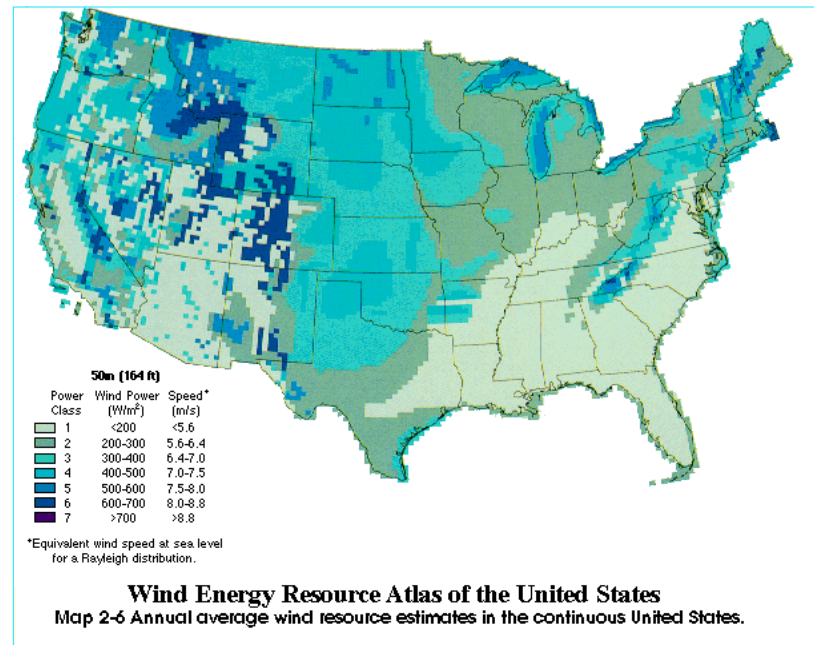 50m (164 ft)
Power Wind Power Speed*
Class (W/m²) (m/s)
1 <200 <5.6
2 200-300 5.6-6.4
3 300-400 6.4-7.0
4 400-500 7.0-7.5
5 500-600 7.5-8.0
6 600-700 8.0-8.8
7 >700 >8.8
*Equivalent wind speed at sea level
for a Rayleigh distribution.
Wind Energy Resource Atlas of the United States
Map 2-6 Annual average wind resource estimates in the continuous United States.